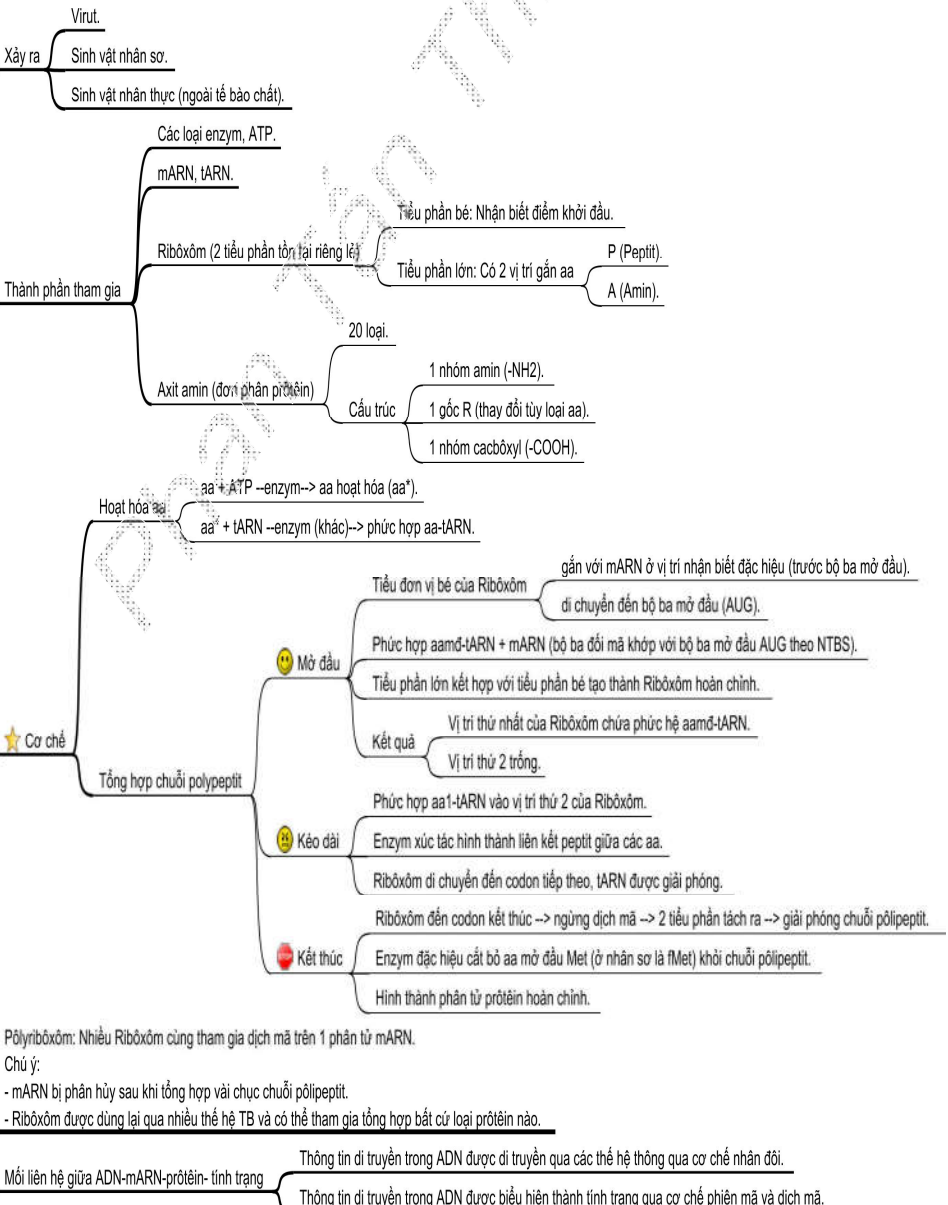 Virut.
Xảy ra
Sinh vật nhân sơ.
Sinh vật nhân thực (ngoài tế bào chất).
Các loại enzym, ATP.
mARN, tARN.
Tiểu phần bé: Nhận biết điểm khởi đầu.
Ribôxôm (2 tiểu phần tồn tại riêng lẻ)
P (Peptit).
Tiểu phần lớn: Có 2 vị trí gắn aa
A (Amin).
Thành phần tham gia
20 loại.
Axit amin (đơn phân prôtêin)
1 nhóm amin (-NH2).
Cấu trúc
1 gốc R (thay đổi tùy loại aa).
1 nhóm cacbôxyl (-COOH).
aa + ATP --enzym--> aa hoạt hóa (aa*).
Hoạt hóa aa
aa* + tARN --enzym (khác)--> phức hợp aa-tARN.
gắn với mARN ở vị trí nhận biết đặc hiệu (trước bộ ba mở đầu).
Tiểu đơn vị bé của Ribôxôm
di chuyển đến bộ ba mở đầu (AUG).
Phức hợp aamđ-tARN + mARN (bộ ba đối mã khớp với bộ ba mở đầu AUG theo NTBS).
Mở đầu
Tiểu phần lớn kết hợp với tiểu phần bé tạo thành Ribôxôm hoàn chỉnh.
Vị trí thứ nhất của Ribôxôm chứa phức hệ aamđ-tARN.
Kết quả
Vị trí thứ 2 trống.
Cơ chế
Tổng hợp chuỗi polypeptit
Phức hợp aa1-tARN vào vị trí thứ 2 của Ribôxôm.
Kéo dài
Enzym xúc tác hình thành liên kết peptit giữa các aa.
Ribôxôm di chuyển đến codon tiếp theo, tARN được giải phóng.
Ribôxôm đến codon kết thúc --> ngừng dịch mã --> 2 tiểu phần tách ra --> giải phóng chuỗi pôlipeptit.
STOP
Kết thúc
Enzym đặc hiệu cắt bỏ aa mở đầu Met (ở nhân sơ là fMet) khỏi chuỗi pôlipeptit.
Hình thành phân tử prôtêin hoàn chỉnh.
Pôlyribôxôm: Nhiều Ribôxôm cùng tham gia dịch mã trên 1 phân tử mARN.
Chú ý:
- mARN bị phân hủy sau khi tổng hợp vài chục chuỗi pôlipeptit.
- Ribôxôm được dùng lại qua nhiều thế hệ TB và có thể tham gia tổng hợp bất cứ loại prôtêin nào.
Thông tin di truyền trong ADN được di truyền qua các thế hệ thông qua cơ chế nhân đôi.
Mối liên hệ giữa ADN-mARN-prôtêin- tính trạng
Thông tin di truyền trong ADN được biểu hiện thành tính trạng qua cơ chế phiên mã và dịch mã.
Phan Tấn